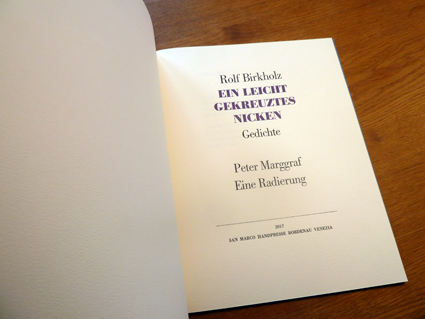 Rolf Birkholz
EIN LEICHT
GEKREUZTES
NICKEN
Gedichte
Peter Marggraf
Eine Radierung
2017
SAN MARCO HANDPRESSE BORDENAU VENEZIA